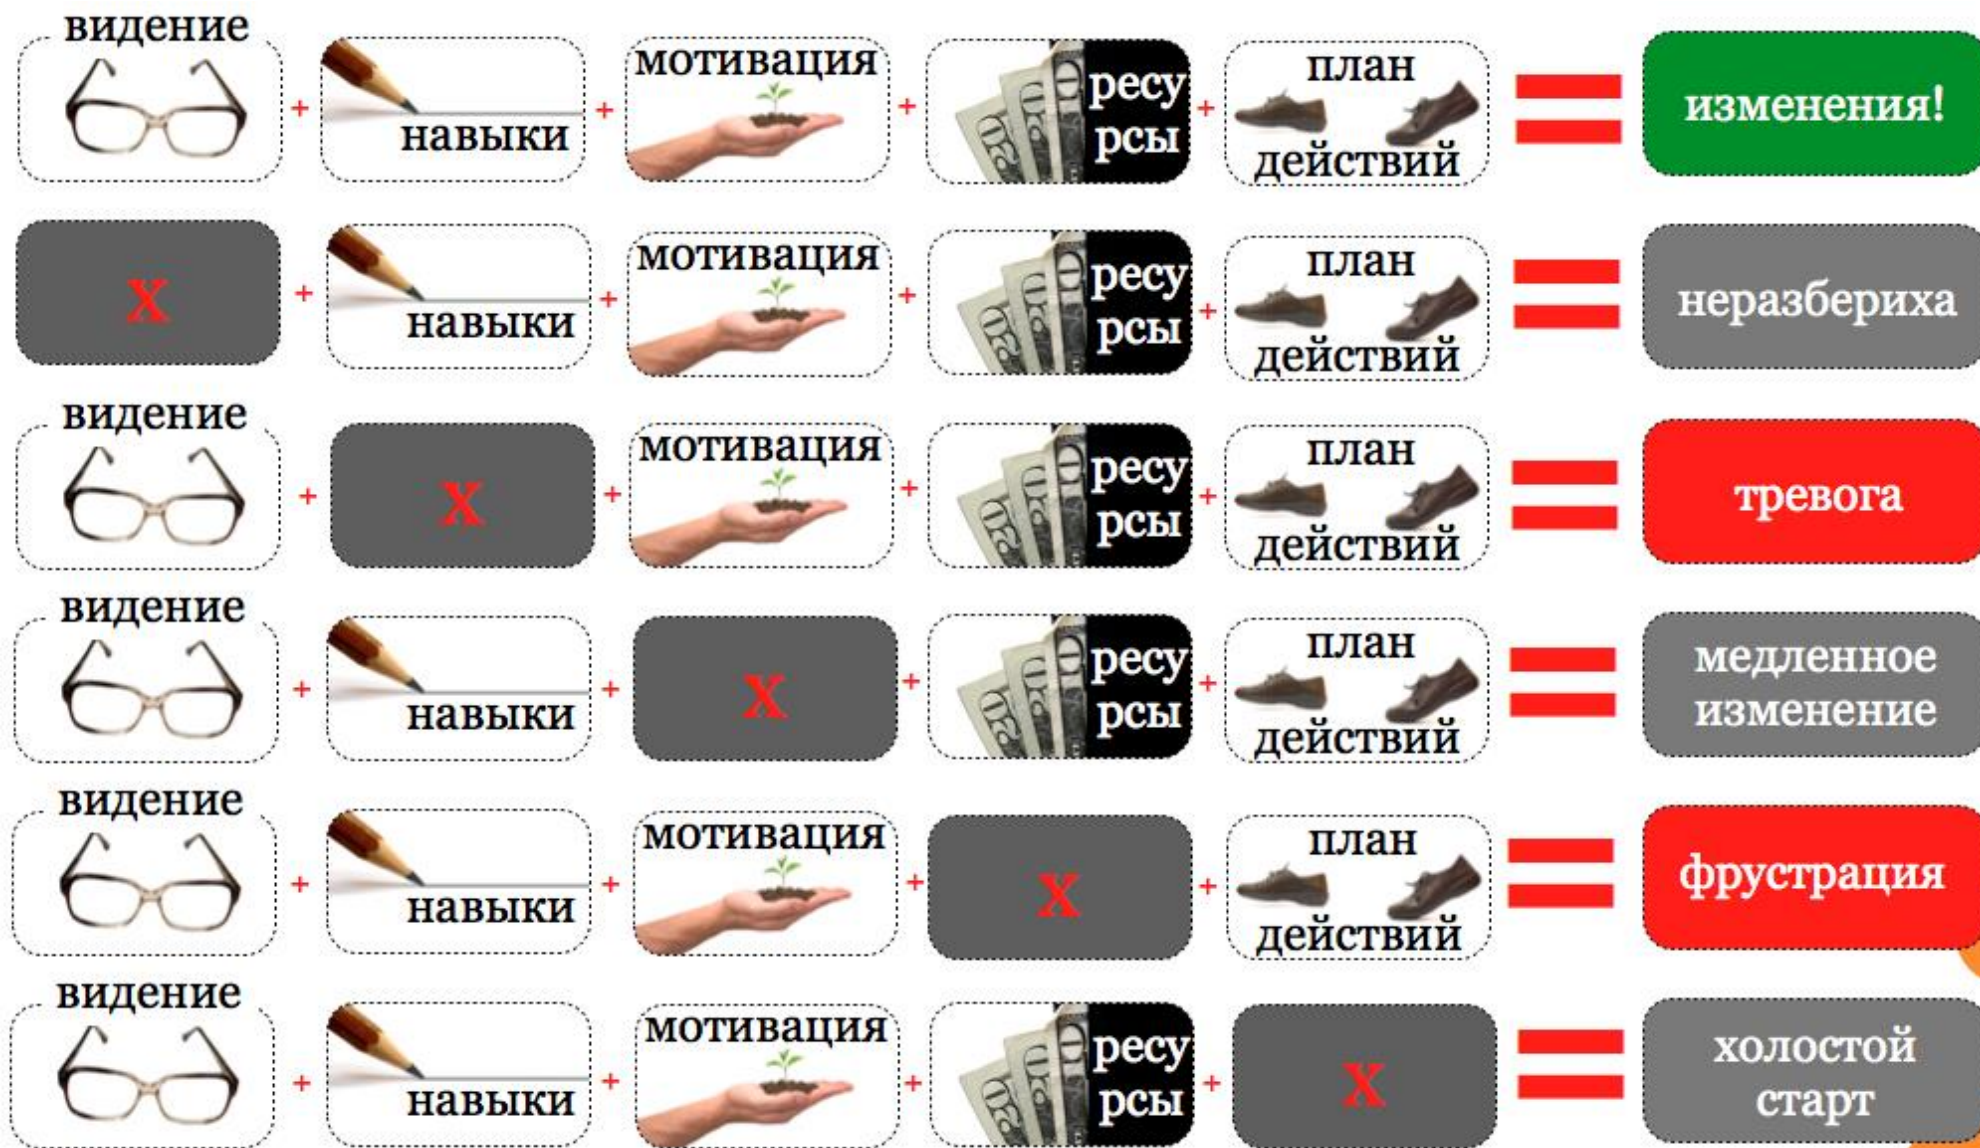 видение
навыки
мотивация
ресу
рсы
план
действий
изменения!
х
навыки
мотивация
ресу
рсы
план
действий
неразбериха
видение
х
мотивация
ресу
рсы
план
действий
тревога
видение
навыки
х
ресу
рсы
план
действий
медленное
изменение
видение
навыки
мотивация
х
план
действий
фрустрация
видение
навыки
мотивация
ресу
рсы
х
холостой
старт